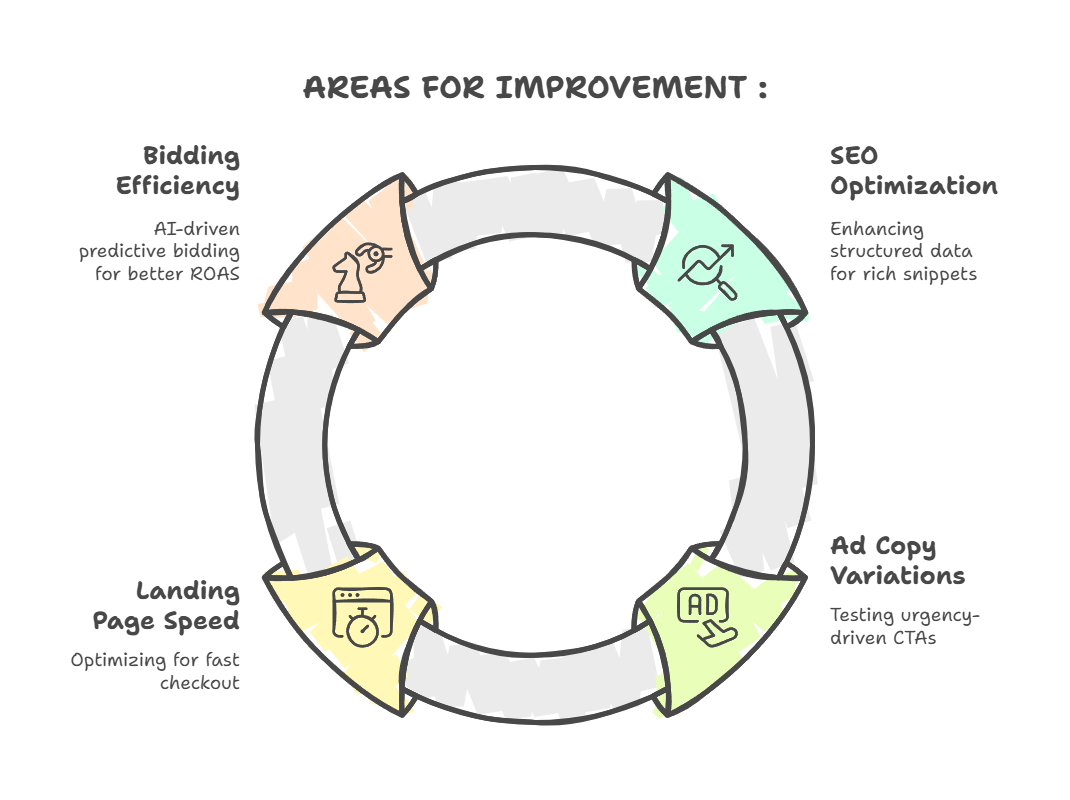 AREAS FOR IMPROVEMENT :
Bidding
Efficiency
AI-driven
predictive bidding
for better ROAS
SEO
Optimization
Enhancing
structured data
for rich snippets
Landing
Page Speed
Optimizing for fast
checkout
AD
Ad Copy
Variations
Testing urgency-
driven CTAs